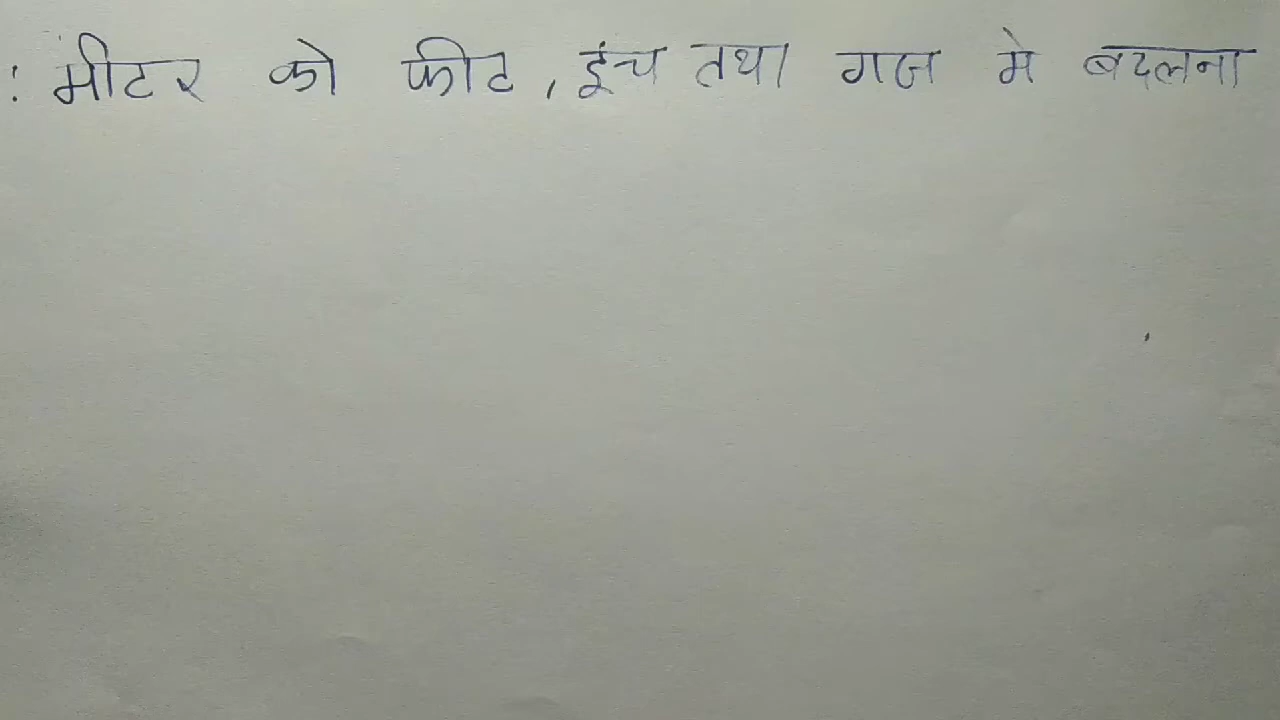 : मीटर को फीट, इंच तथा गज मे बदलना